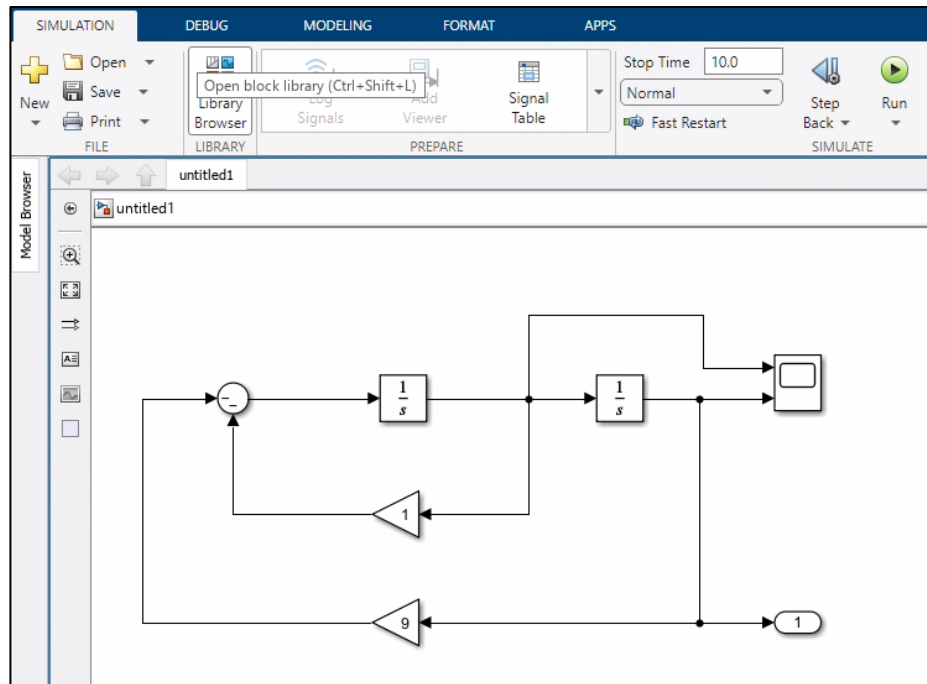 SIMULATION DEBUG MODELING FORMAT APPS
New
Open
Save
Print
FILE
Open block library (Ctrl+Shift+L)
Library
Browser
LIBRARY
Log
Signals
Add
Viewer
Signal
Table
PREPARE
Stop Time 10.0
Normal
Fast Restart
Step
Back
Run
SIMULATE
Model Browser
untitled1
untitled1
1
s
1
s
1
9
1